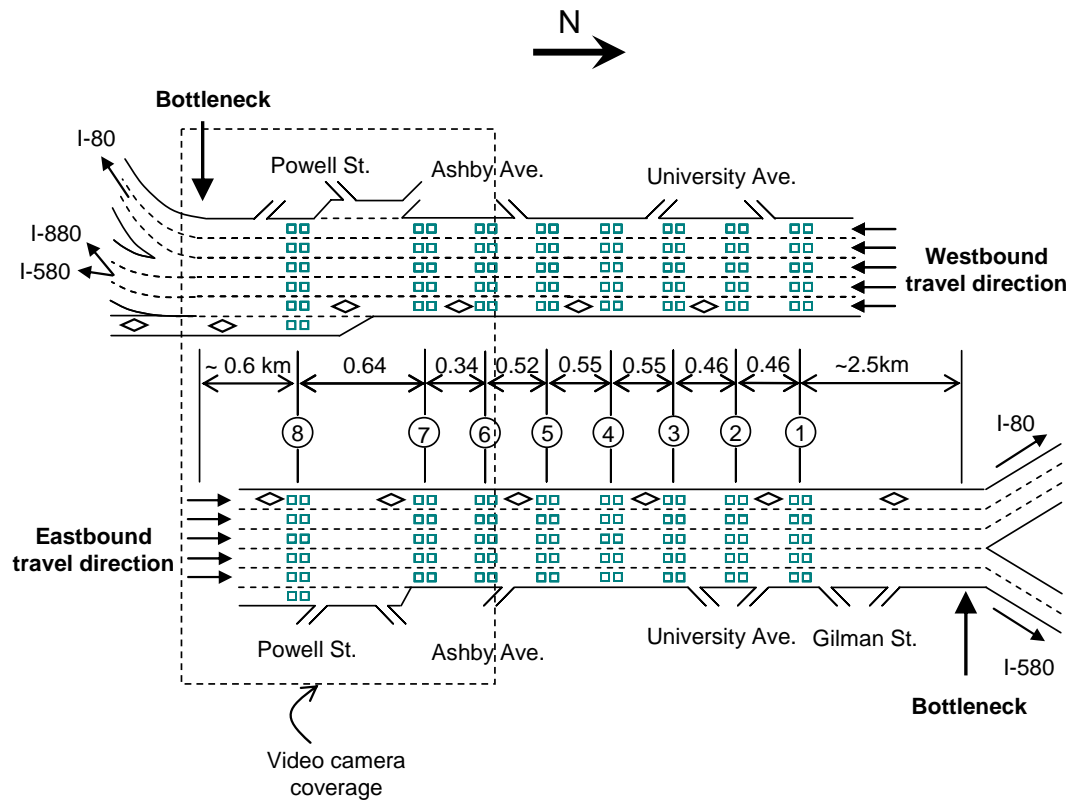 N
Bottleneck
I-80
Powell St.
Ashby Ave.
University Ave.
I-880
I-580
Westbound
travel direction
~ 0.6 km
0.64
0.34
0.52
0.55
0.55
0.46
0.46
~2.5km
8
7
6
5
4
3
2
1
I-80
Eastbound
travel direction
Powell St.
Ashby Ave.
University Ave.
Gilman St.
I-580
Bottleneck
Video camera
coverage